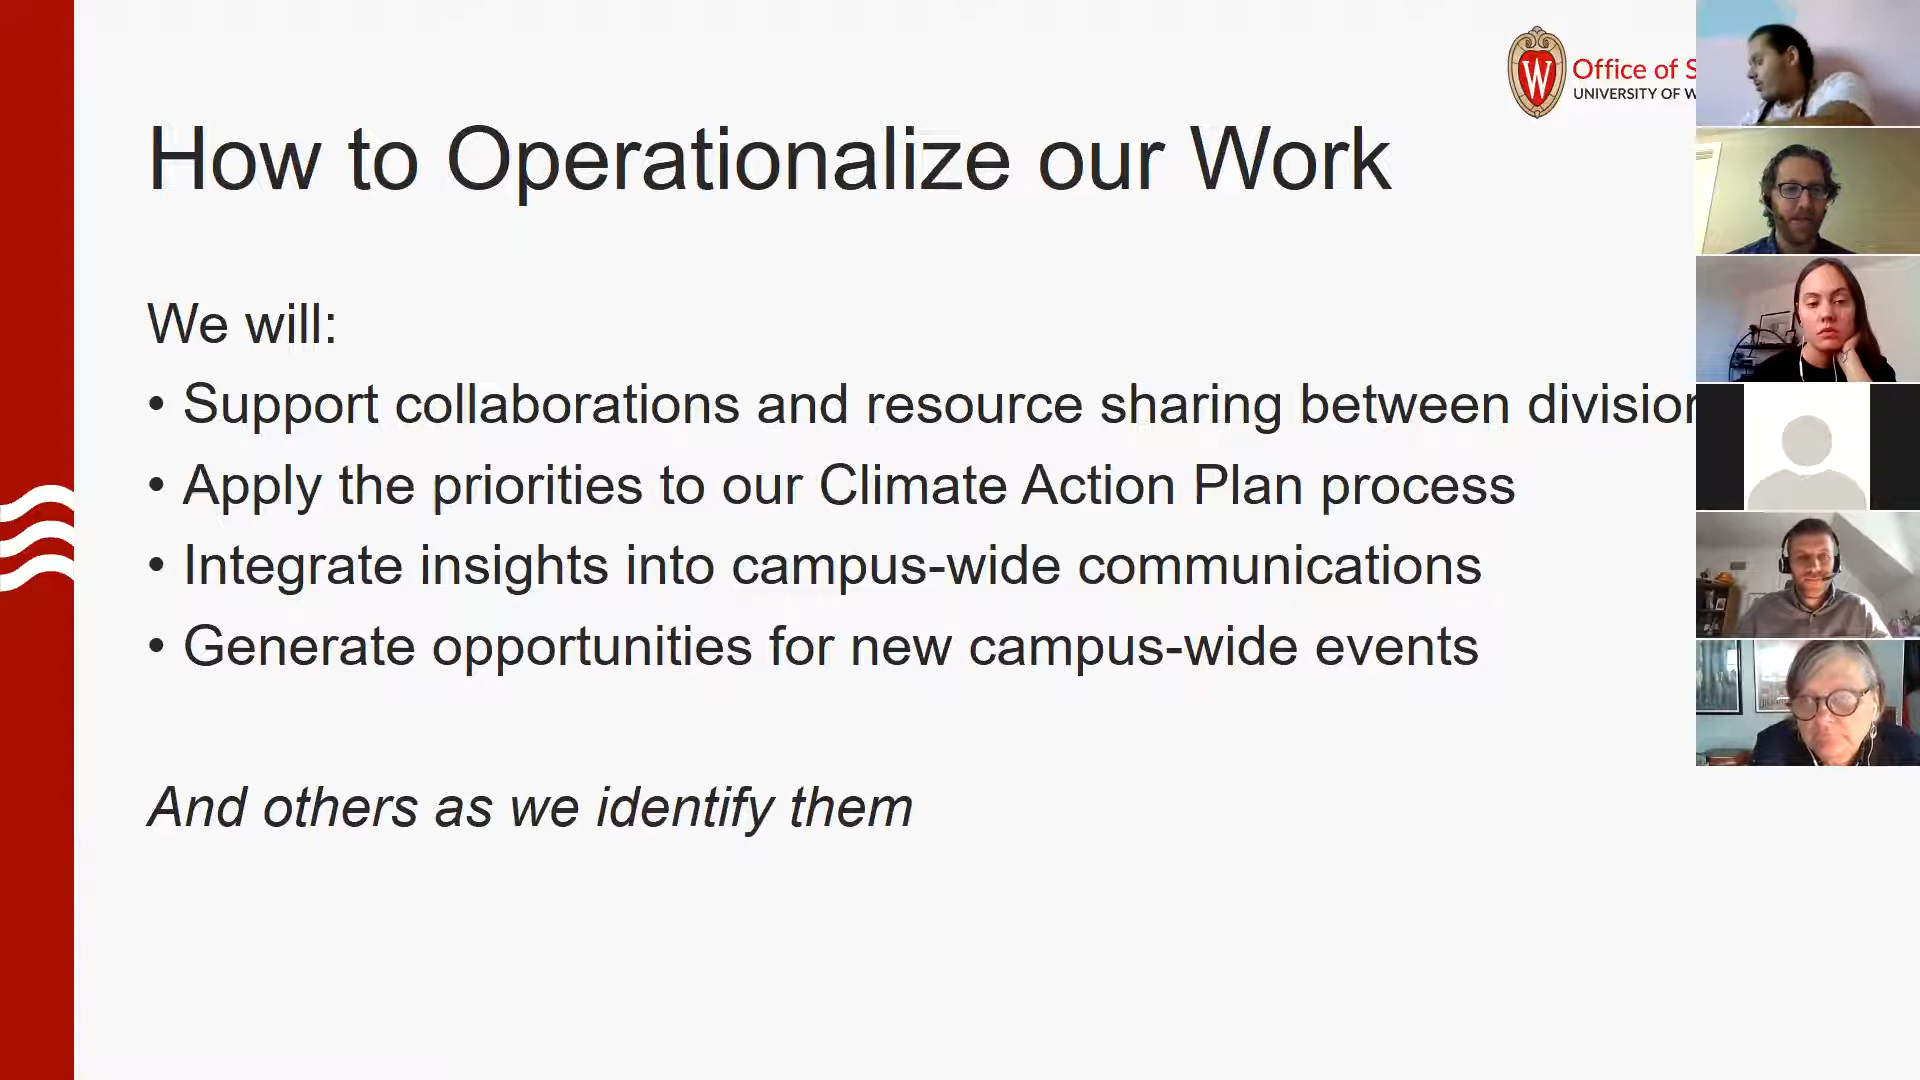 W
Office of
UNIVERSITY OF
How to Operationalize our Work
We will:
• Support collaborations and resource sharing between
• Apply the priorities to our Climate Action Plan process
• Integrate insights into campus-wide communications
• Generate opportunities for new campus-wide events
And others as we identify them